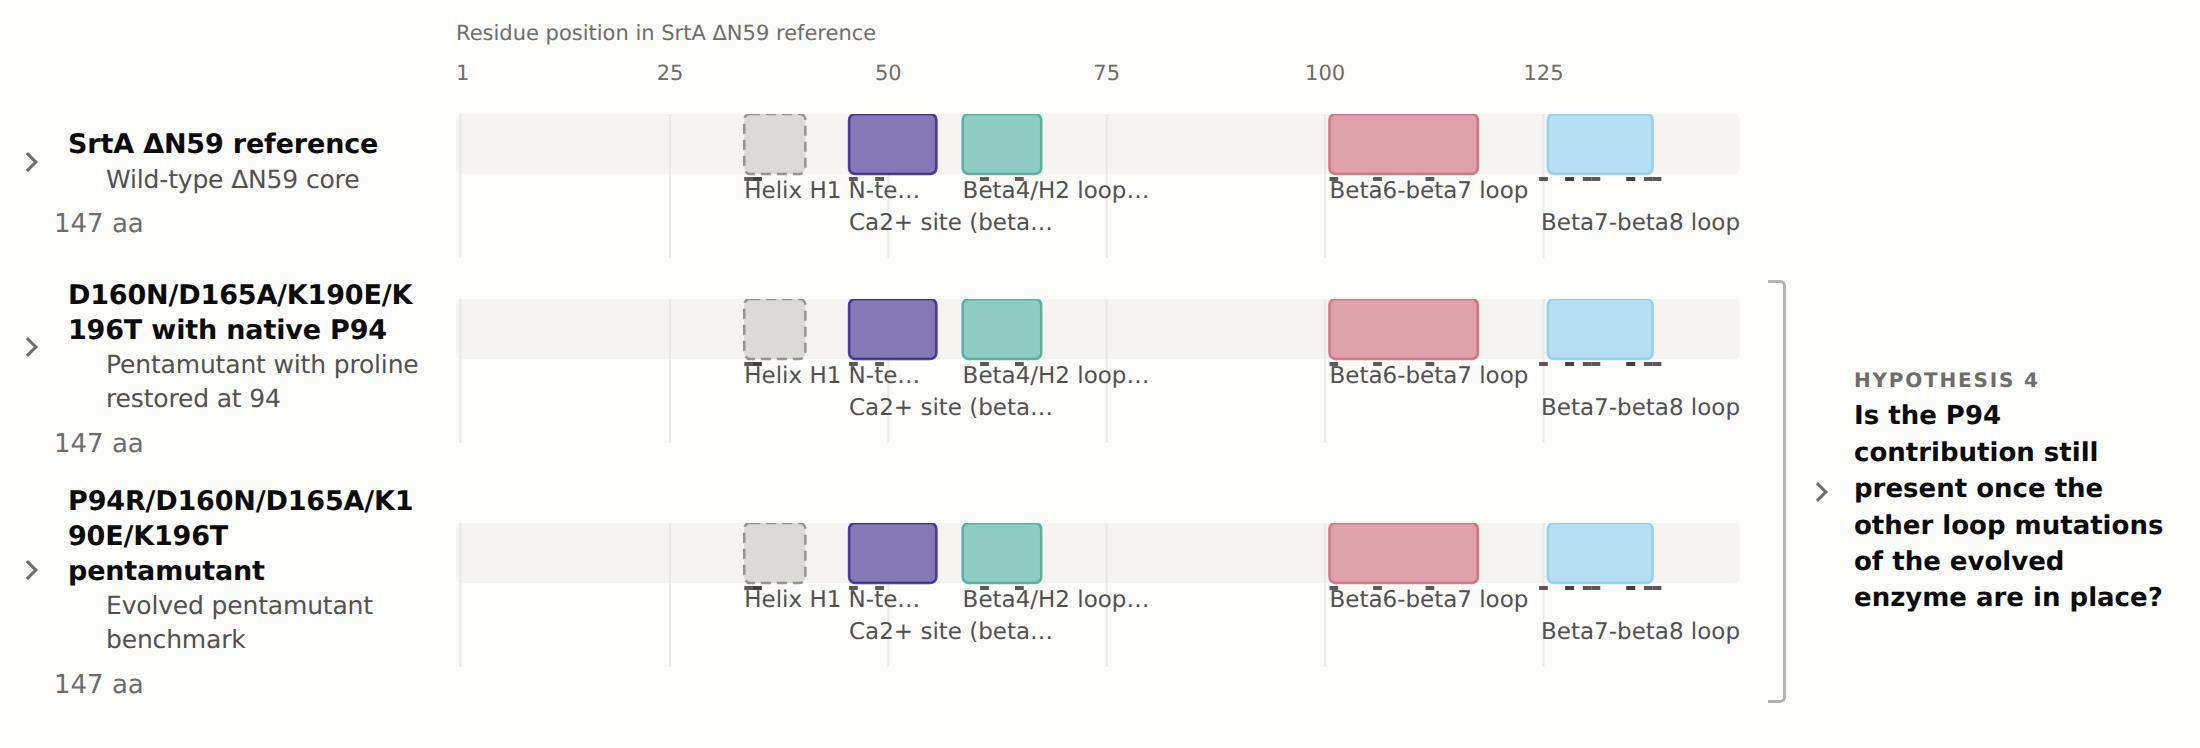 Residue position in SrtA ΔN59 reference
1 25 50 75 100 125
SrtA ΔN59 reference
Wild-type ΔN59 core
147 aa
Helix H1 N-te…
Beta4/H2 loop…
Beta6-beta7 loop
Ca2+ site (beta…
Beta7-beta8 loop
D160N/D165A/K190E/K
196T with native P94
Pentamutant with proline
restored at 94
147 aa
Helix H1 N-te…
Beta4/H2 loop…
Beta6-beta7 loop
Ca2+ site (beta…
Beta7-beta8 loop
P94R/D160N/D165A/K1
90E/K196T
pentamutant
Evolved pentamutant
benchmark
147 aa
Helix H1 N-te…
Beta4/H2 loop…
Beta6-beta7 loop
Ca2+ site (beta…
Beta7-beta8 loop
HYPOTHESIS 4
Is the P94
contribution still
present once the
other loop mutations
of the evolved
enzyme are in place?